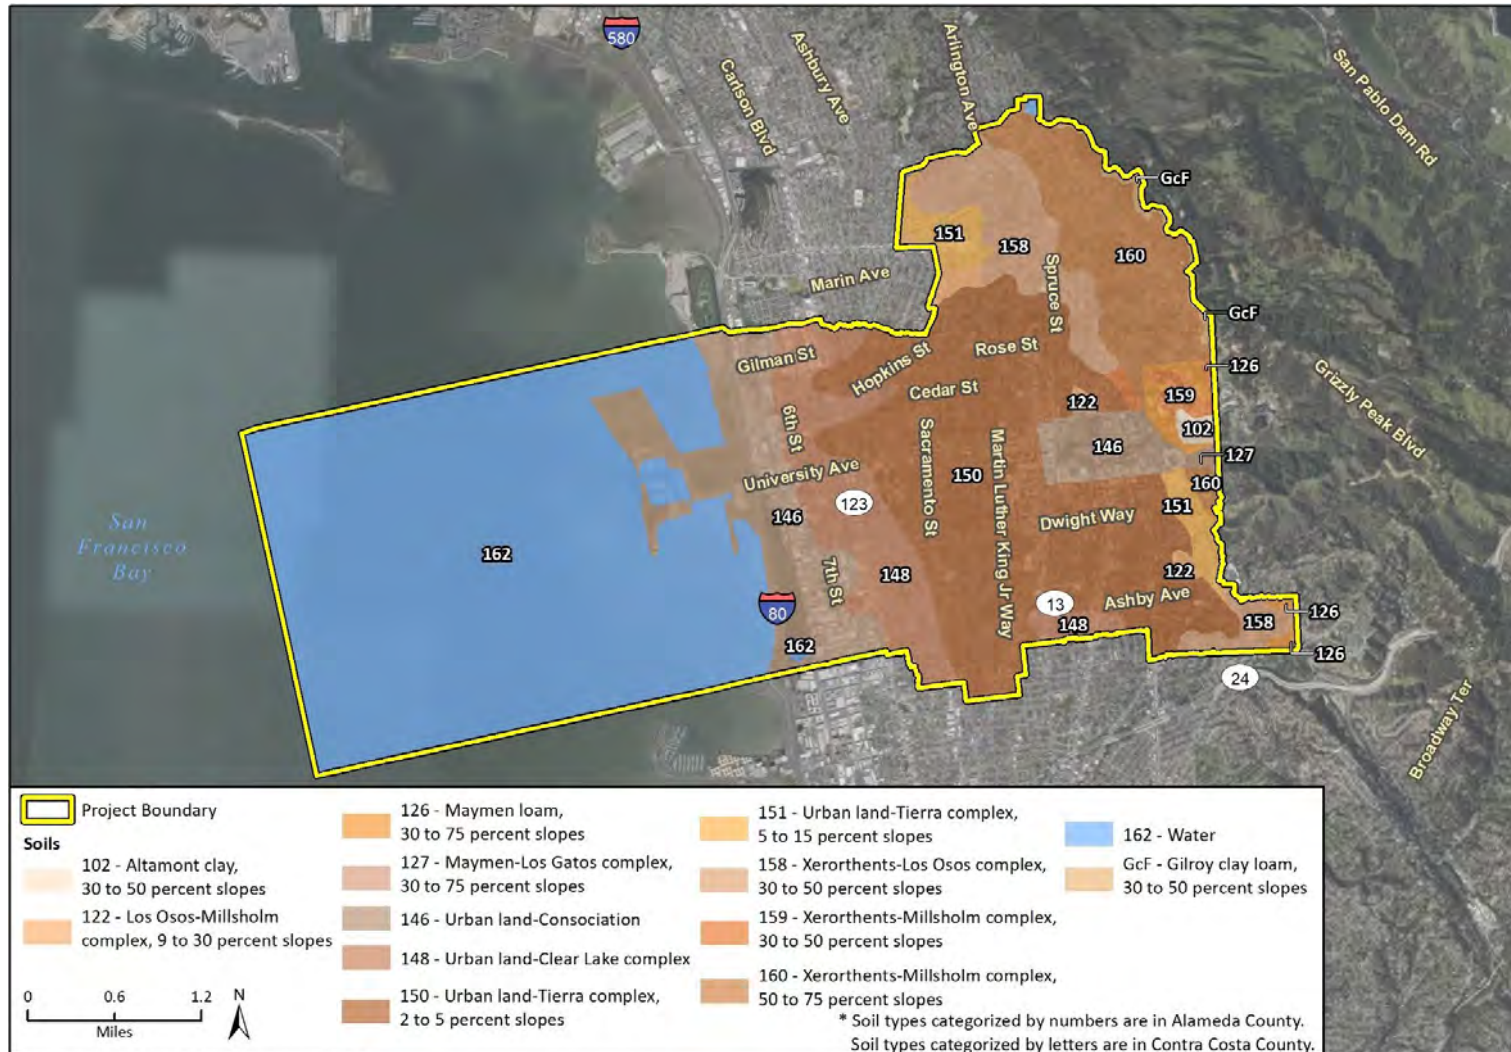 580
Ashbury Ave
Arlington Ave
Carlson Blvd
San Pablo Dam Rd
GcF
151
158
160
Marin Ave
Spruce St
GcF
Gilman St
Hopkins St
Rose St
126
Grizzly Peak Blvd
Cedar St
122
159
6th St
Sacramento St
Martin Luther King Jr Way
102
146
127
University Ave
150
160
123
151
San
Francisco
Bay
146
Dwight Way
162
7th St
148
122
80
13
Ashby Ave
126
148
158
162
126
24
Broadway Ter
Project Boundary
Soils
102 - Altamont clay,
30 to 50 percent slopes
122 - Los Osos-Millsholm
complex, 9 to 30 percent slopes
0 0.6 1.2
Miles
N
126 - Maymen loam,
30 to 75 percent slopes
127 - Maymen-Los Gatos complex,
30 to 75 percent slopes
146 - Urban land-Consociation
148 - Urban land-Clear Lake complex
150 - Urban land-Tierra complex,
2 to 5 percent slopes
151 - Urban land-Tierra complex,
5 to 15 percent slopes
158 - Xerorthents-Los Osos complex,
30 to 50 percent slopes
159 - Xerorthents-Millsholm complex,
30 to 50 percent slopes
160 - Xerorthents-Millsholm complex,
50 to 75 percent slopes
162 - Water
GcF - Gilroy clay loam,
30 to 50 percent slopes
* Soil types categorized by numbers are in Alameda County.
Soil types categorized by letters are in Contra Costa County.